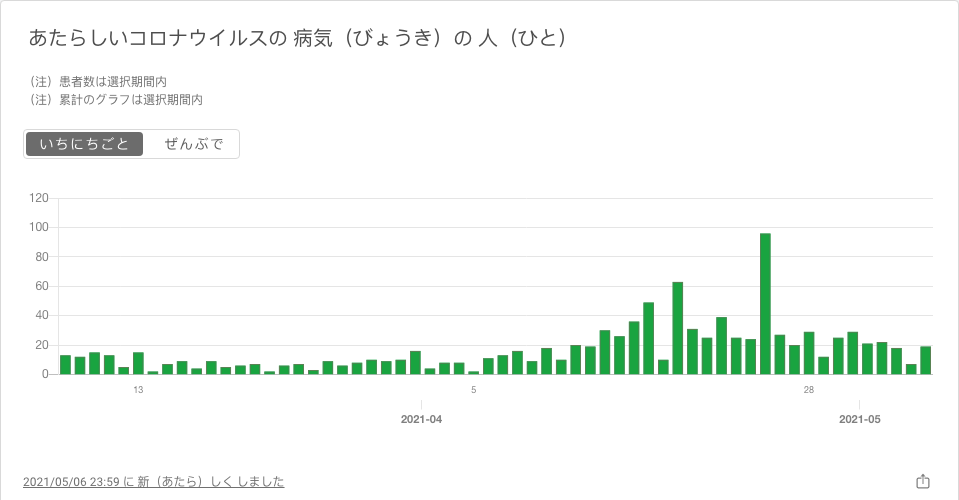 あたらしいコロナウイルスの 病気（びょうき）の 人（ひと）
（注）患者数は選択期間内
（注）累計のグラフは選択期間内
いちにちごと ぜんぶで
120
100
80
60
40
20
0
13 5 28
2021-04 2021-05
2021/05/06 23:59 に 新（あたら）しく しました